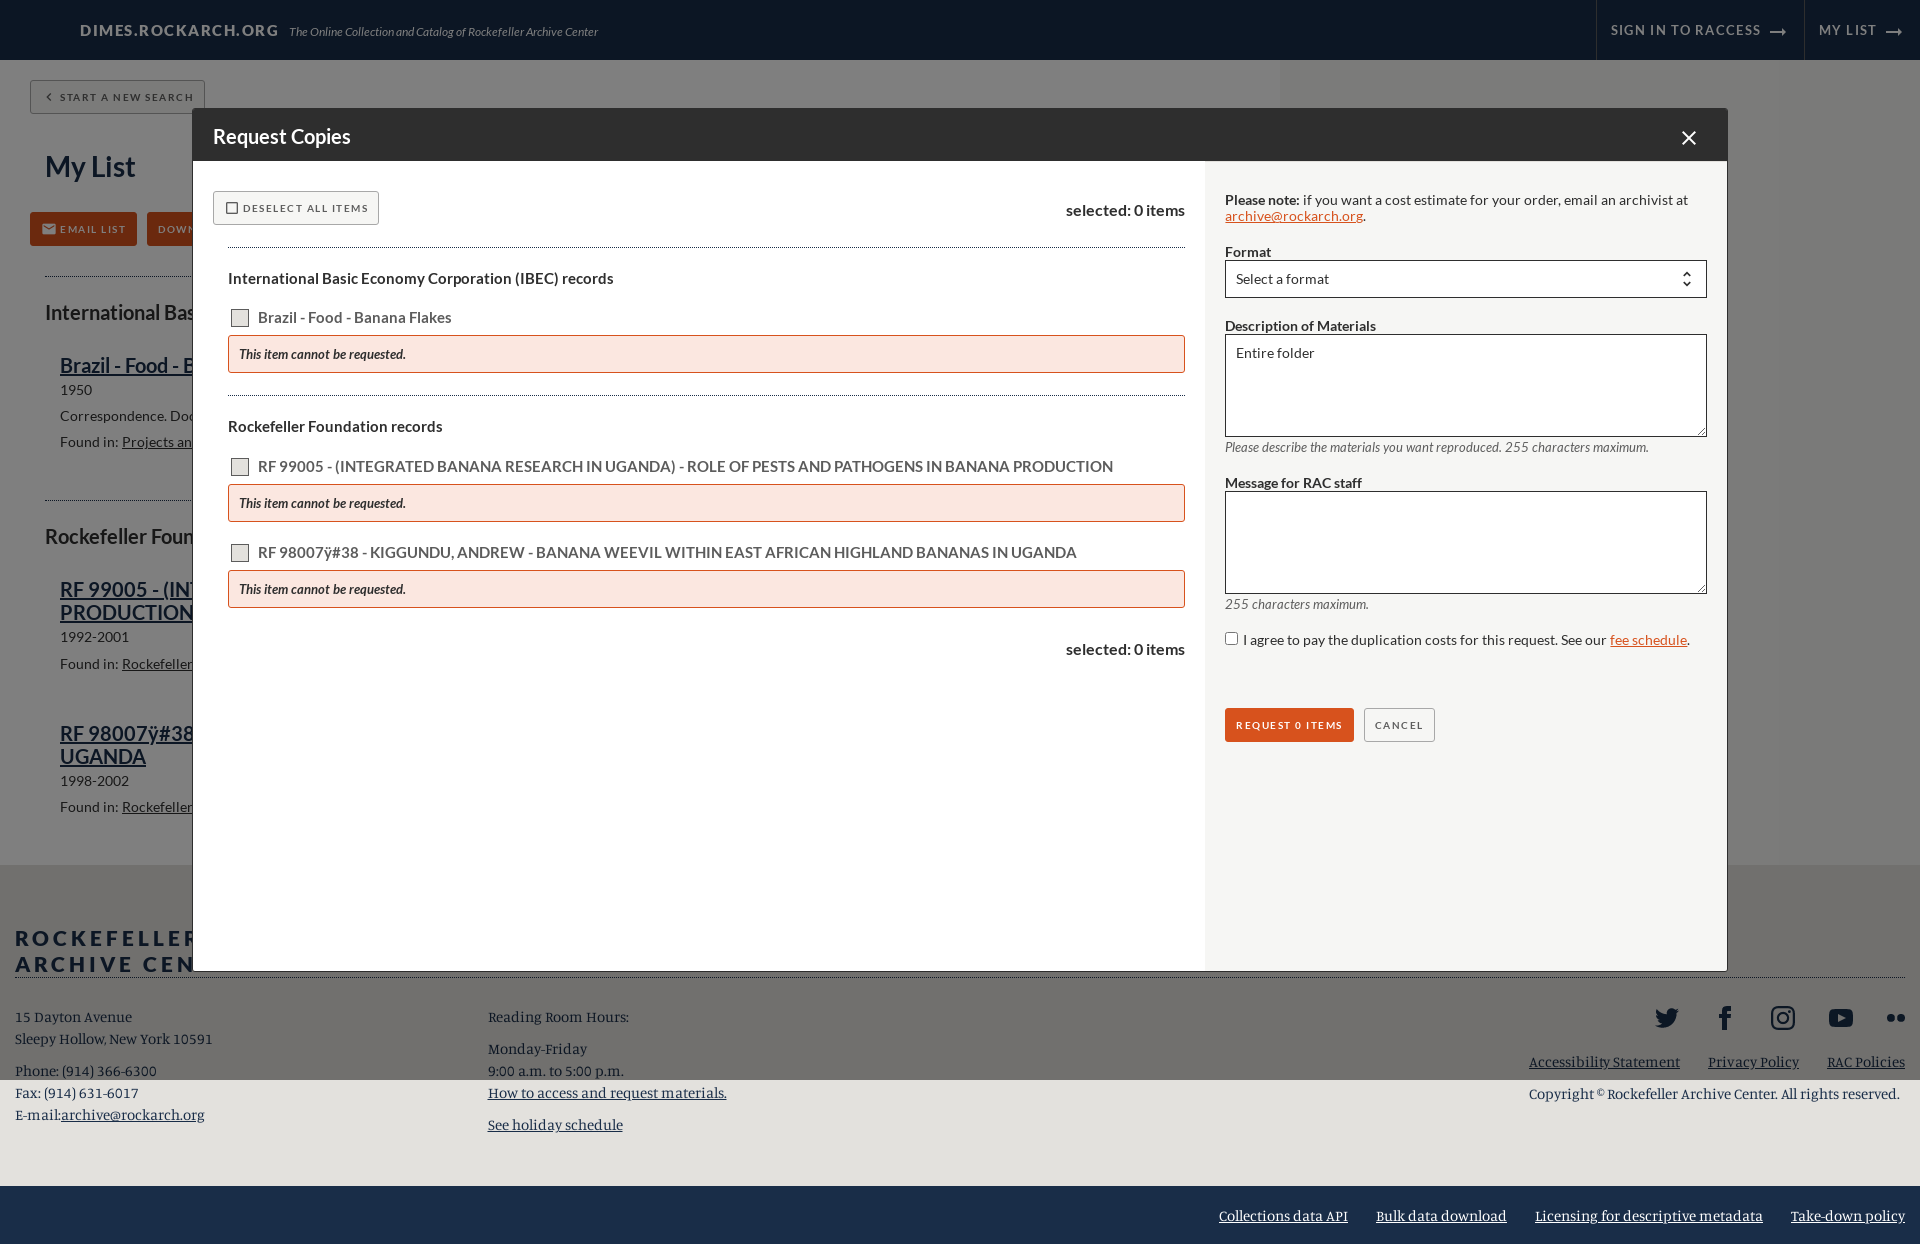 DIMES.ROCKARCH.ORG The Online Collection and Catalog of Rockefeller Archive Center
SIGN IN TO RACCESS
MY LIST
START A NEW SEARCH
My List
EMAIL LIST
International Bas
Brazil - Food - B
1950
Correspondence. Doc
Found in: Projects an
Rockefeller Foun
RF 99005 - (INT
PRODUCTION
1992-2001
Found in: Rockefeller
RF 98007ÿ#38
UGANDA
1998-2002
Found in: Rockefeller
Request Copies
DESELECT ALL ITEMS
selected: 0 items
International Basic Economy Corporation (IBEC) records
Brazil - Food - Banana Flakes
This item cannot be requested.
Rockefeller Foundation records
RF 99005 - (INTEGRATED BANANA RESEARCH IN UGANDA) - ROLE OF PESTS AND PATHOGENS IN BANANA PRODUCTION
This item cannot be requested.
RF 98007ÿ#38 - KIGGUNDU, ANDREW - BANANA WEEVIL WITHIN EAST AFRICAN HIGHLAND BANANAS IN UGANDA
This item cannot be requested.
selected: 0 items
Please note: if you want a cost estimate for your order, email an archivist at
archive@rockarch.org.
Format
Select a format
Description of Materials
Entire folder
Please describe the materials you want reproduced. 255 characters maximum.
Message for RAC staff
255 characters maximum.
I agree to pay the duplication costs for this request. See our fee schedule.
REQUEST 0 ITEMS
CANCEL
ROCKEFELLER
ARCHIVE CEN
15 Dayton Avenue
Sleepy Hollow, New York 10591
Phone: (914) 366-6300
Fax: (914) 631-6017
E-mail:archive@rockarch.org
Reading Room Hours:
Monday-Friday
9:00 a.m. to 5:00 p.m.
How to access and request materials.
See holiday schedule
Accessibility Statement
Privacy Policy
RAC Policies
Copyright © Rockefeller Archive Center. All rights reserved.
Collections data API
Bulk data download
Licensing for descriptive metadata
Take-down policy